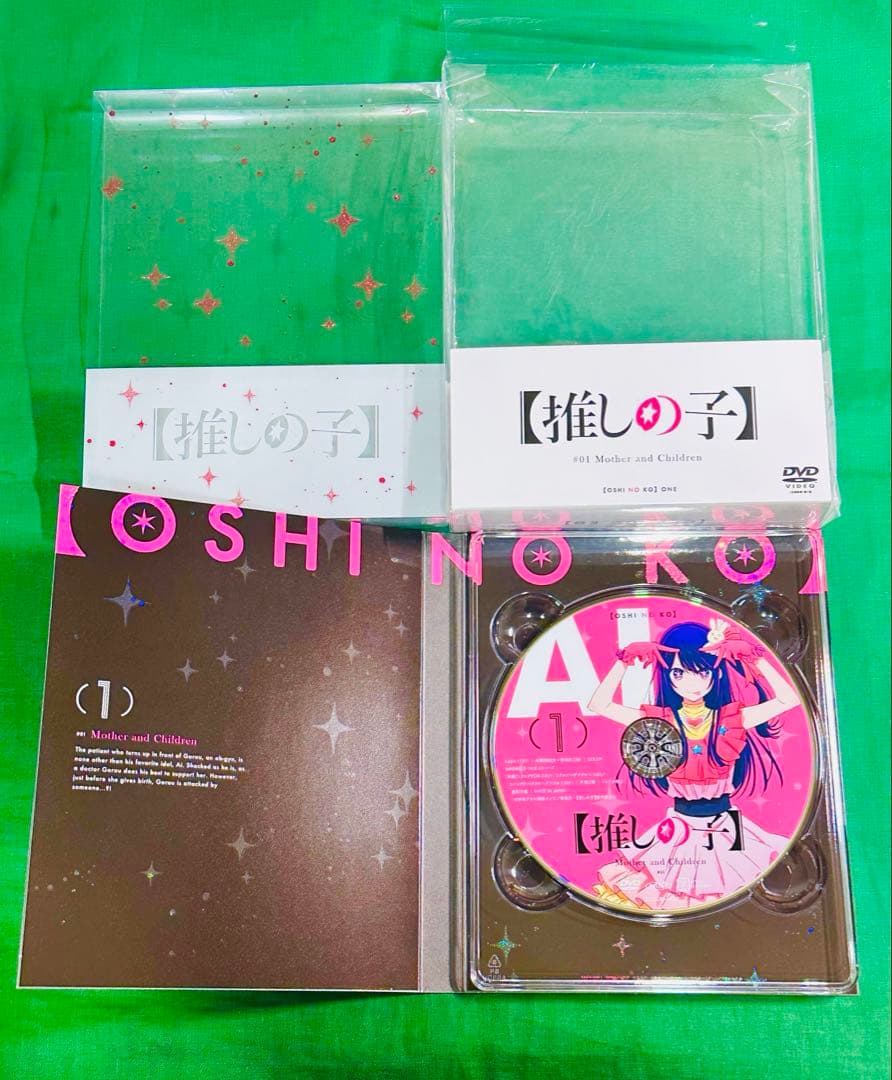 【推しの子】
【推しの子】
#01 Mother and Children
DVD
VIDEO
【OSHI NO KO】 ONE
【OSHI NO KO】
(1)
#01 Mother and Children
The patient who turns up in front of Gorou, an ob-gyn, is
none other than his favorite idol, Ai. Shocked as he is, as
a doctor Gorou does his best to support her. However,
just before she gives birth, Gorou is attacked by
someone...?!
【OSHI NO KO】
AI
(1)
【推しの子】
Mother and Children
#01